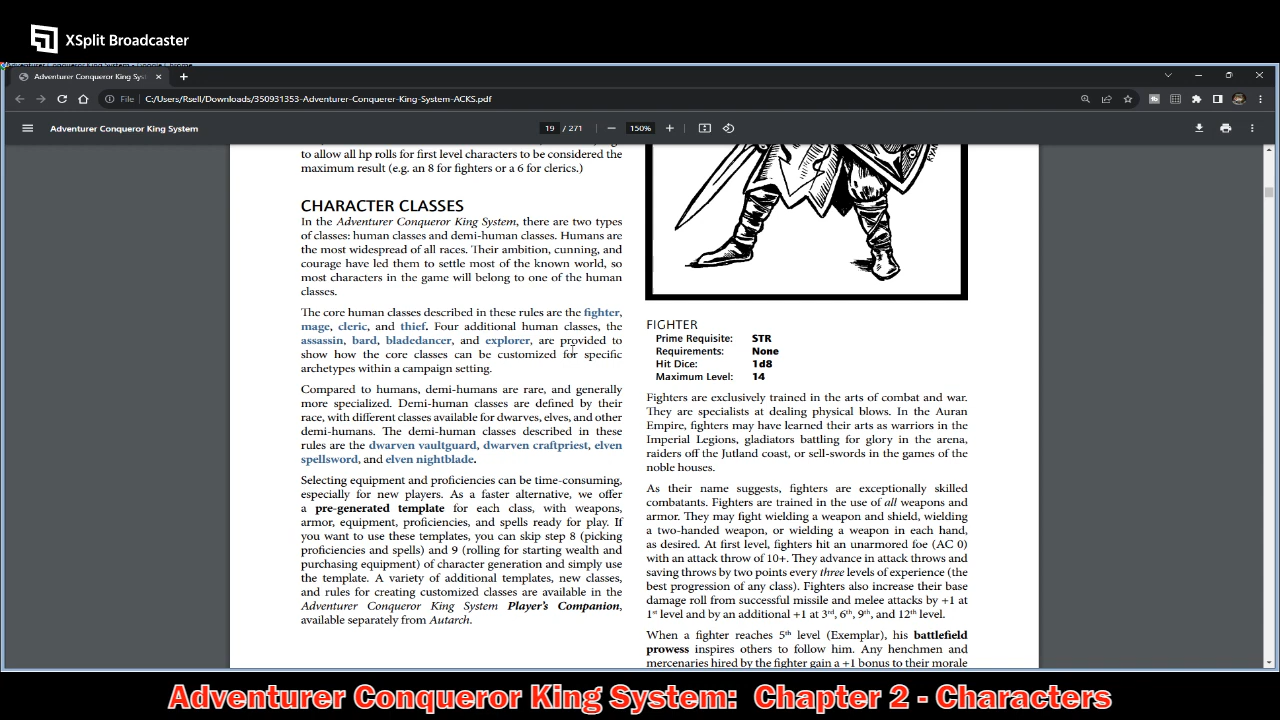 XSplit Broadcaster
Adventurer Conqueror King Sys
File
C:/Users/Rsell/Downloads/350931353-Adventurer-Conquerer-King-System-ACKS.pdf
Adventurer Conqueror King System
19 / 271
150%
to allow all hp rolls for first level characters to be considered the
maximum result (e.g. an 8 for fighters or a 6 for clerics.)
CHARACTER CLASSES
In the Adventurer Conqueror King System, there are two types
of classes: human classes and demi-human classes. Humans are
the most widespread of all races. Their ambition, cunning, and
courage have led them to settle most of the known world, so
most characters in the game will belong to one of the human
classes.
The core human classes described in these rules are the fighter,
mage, cleric, and thief. Four additional human classes, the
assassin, bard, bladedancer, and explorer, are provided to
show how the core classes can be customized for specific
archetypes within a campaign setting.
Compared to humans, demi-humans are rare, and generally
more specialized. Demi-human classes are defined by their
race, with different classes available for dwarves, elves, and other
demi-humans. The demi-human classes described in these
rules are the dwarven vaultguard, dwarven craftpriest, elven
spellsword, and elven nightblade.
Selecting equipment and proficiencies can be time-consuming,
especially for new players. As a faster alternative, we offer
a pre-generated template for each class, with weapons,
armor, equipment, proficiencies, and spells ready for play. If
you want to use these templates, you can skip step 8 (picking
proficiencies and spells) and 9 (rolling for starting wealth and
purchasing equipment) of character generation and simply use
the template. A variety of additional templates, new classes,
and rules for creating customized classes are available in the
Adventurer Conqueror King System Player's Companion,
available separately from Autarch.
FIGHTER
Prime Requisite: STR
Requirements: None
Hit Dice: 1d8
Maximum Level: 14
Fighters are exclusively trained in the arts of combat and war.
They are specialists at dealing physical blows. In the Auran
Empire, fighters may have learned their arts as warriors in the
Imperial Legions, gladiators battling for glory in the arena,
raiders off the Jutland coast, or sell-swords in the games of the
noble houses.
As their name suggests, fighters are exceptionally skilled
combatants. Fighters are trained in the use of all weapons and
armor. They may fight wielding a weapon and shield, wielding
a two-handed weapon, or wielding a weapon in each hand,
as desired. At first level, fighters hit an unarmored foe (AC 0)
with an attack throw of 10+. They advance in attack throws and
saving throws by two points every three levels of experience (the
best progression of any class). Fighters also increase their base
damage roll from successful missile and melee attacks by +1 at
1st level and by an additional +1 at 3rd, 6th, 9th, and 12th level.
When a fighter reaches 5th level (Exemplar), his battlefield
prowess inspires others to follow him. Any henchmen and
mercenaries hired by the fighter gain a +1 bonus to their morale
Adventurer Conqueror King System: Chapter 2 - Characters